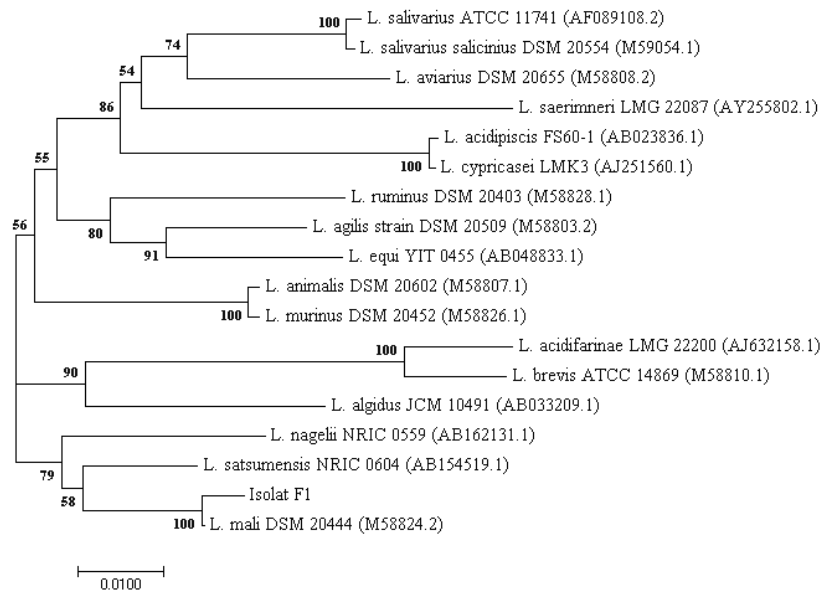 100
L. salivarius ATCC 11741 (AF089108.2)
74
L. salivarius salicinius DSM 20554 (M59054.1)
54
L. aviarius DSM 20655 (M58808.2)
86
L. saerimneri LMG 22087 (AY255802.1)
L. acidipiscis FS60-1 (AB023836.1)
55
100
L. cypricasei LMK3 (AJ251560.1)
L. ruminus DSM 20403 (M58828.1)
56
80
L. agilis strain DSM 20509 (M58803.2)
91
L. equi YIT 0455 (AB048833.1)
L. animalis DSM 20602 (M58807.1)
100
L. murinus DSM 20452 (M58826.1)
100
L. acidifarinae LMG 22200 (AJ632158.1)
90
L. brevis ATCC 14869 (M58810.1)
L. algidus JCM 10491 (AB033209.1)
L. nagelii NRIC 0559 (AB162131.1)
79
L. satsumensis NRIC 0604 (AB154519.1)
58
Isolat F1
100
L. mali DSM 20444 (M58824.2)
0.0100